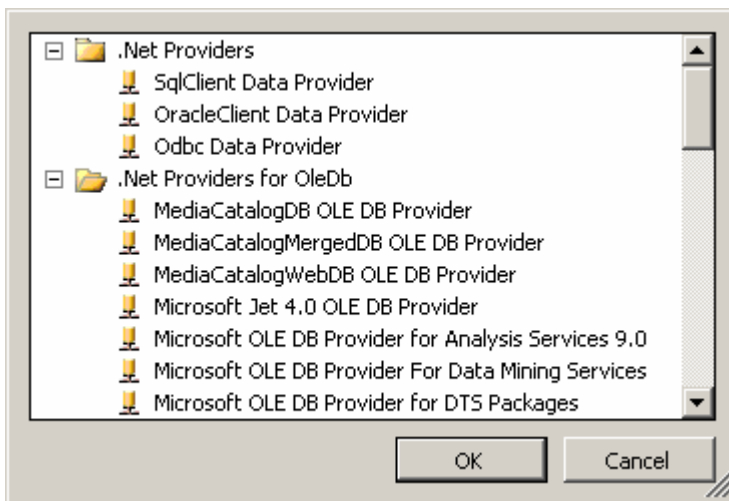 .Net Providers
SqlClient Data Provider
OracleClient Data Provider
Odbc Data Provider
.Net Providers for OleDb
MediaCatalogDB OLE DB Provider
MediaCatalogMergedDB OLE DB Provider
MediaCatalogWebDB OLE DB Provider
Microsoft Jet 4.0 OLE DB Provider
Microsoft OLE DB Provider for Analysis Services 9.0
Microsoft OLE DB Provider For Data Mining Services
Microsoft OLE DB Provider for DTS Packages
OK Cancel